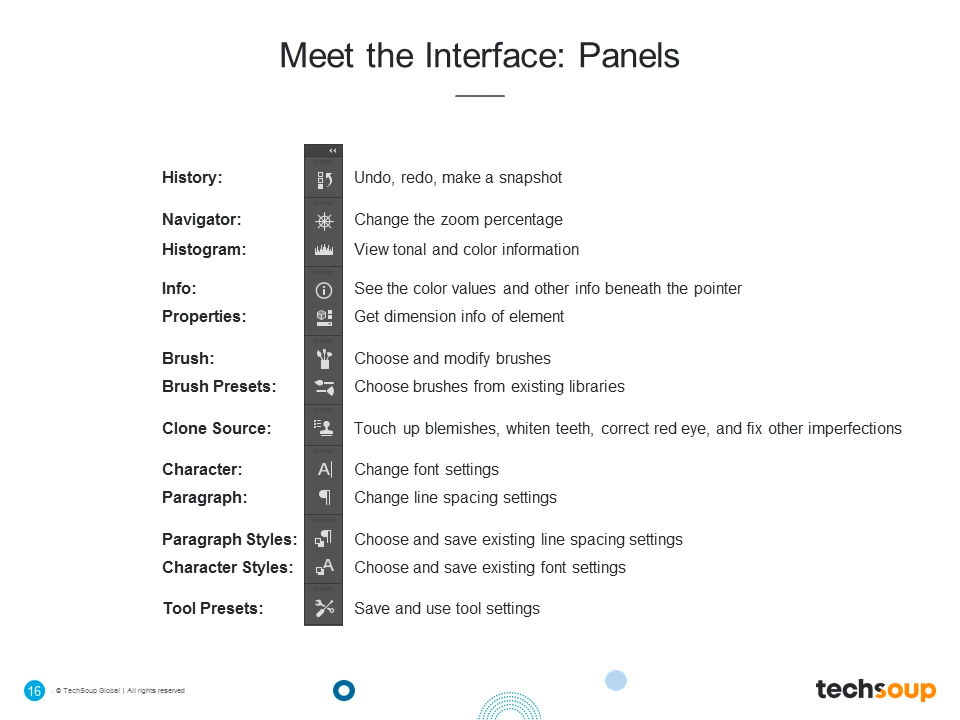 Meet the Interface: Panels
History: Undo, redo, make a snapshot
Navigator: Change the zoom percentage
Histogram: View tonal and color information
Info: See the color values and other info beneath the pointer
Properties: Get dimension info of element
Brush: Choose and modify brushes
Brush Presets: Choose brushes from existing libraries
Clone Source: Touch up blemishes, whiten teeth, correct red eye, and fix other imperfections
Character: Change font settings
Paragraph: Change line spacing settings
Paragraph Styles: Choose and save existing line spacing settings
Character Styles: Choose and save existing font settings
Tool Presets: Save and use tool settings
16 . © TechSoup Global | All rights reserved
techsoup